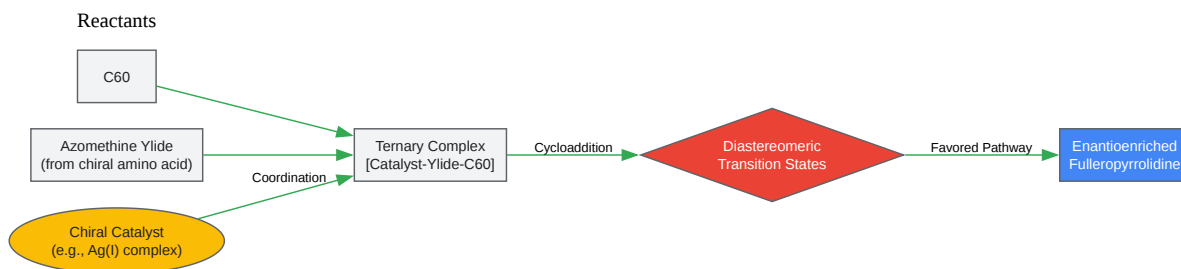 Reactants
C60
Azomethine Ylide
(from chiral amino acid)
Coordination
Chiral Catalyst
(e.g., Ag(I) complex)
Ternary Complex
[Catalyst-Ylide-C60]
Cycloaddition
Diastereomeric
Transition States
Favored Pathway
Enantioenriched
Fulleropyrrolidine